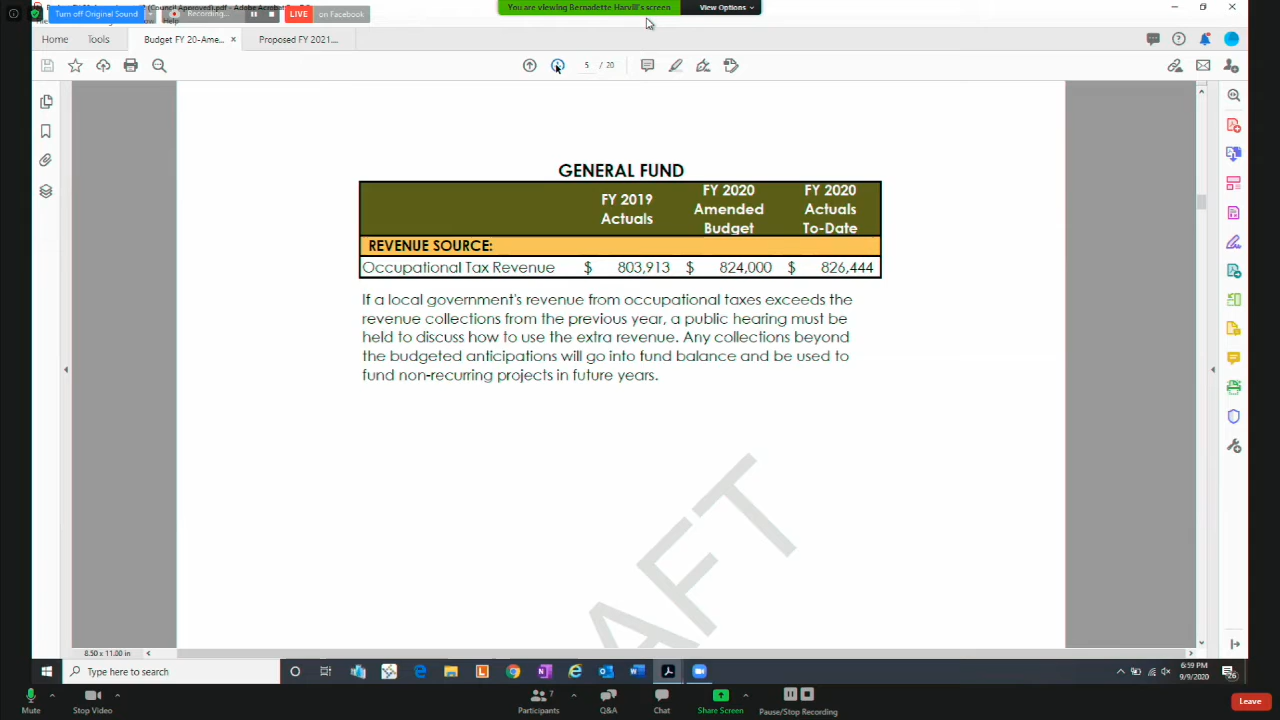 Turn off Original Sound
Recording...
LIVE
on Facebook
You are viewing Bernadette Harvill's screen
View Options
Home
Tools
Budget FY 20-Ame...
Proposed FY 2021....
5 / 20
GENERAL FUND
FY 2019 Actuals
FY 2020 Amended Budget
FY 2020 Actuals To-Date
REVENUE SOURCE:
Occupational Tax Revenue $ 803,913 $ 824,000 $ 826,444
If a local government's revenue from occupational taxes exceeds the
revenue collections from the previous year, a public hearing must be
held to discuss how to use the extra revenue. Any collections beyond
the budgeted anticipations will go into fund balance and be used to
fund non-recurring projects in future years.
AFT
8.50 x 11.00 in
Type here to search
6:59 PM
9/9/2020
26
Mute
Stop Video
7
Participants
Q&A
Chat
Share Screen
Pause/Stop Recording
Leave